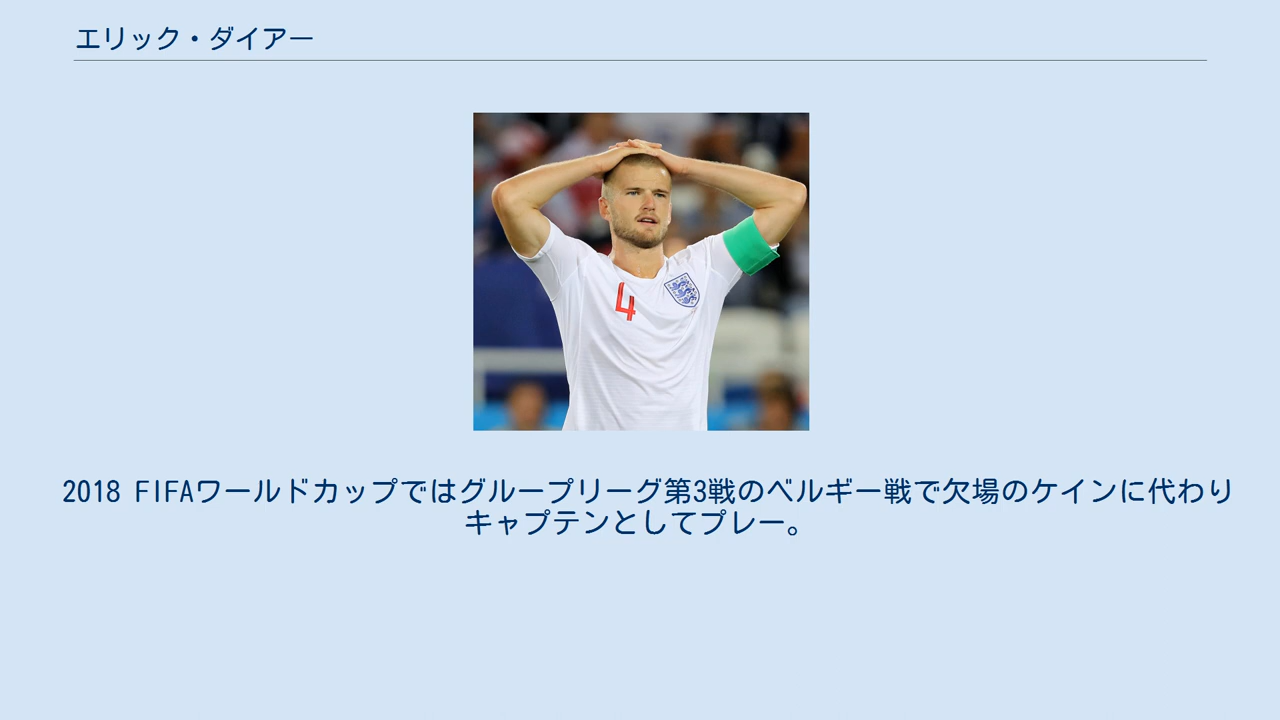 エリック・ダイアー
4
2018 FIFAワールドカップではグループリーグ第3戦のベルギー戦で欠場のケインに代わり
キャプテンとしてプレー。